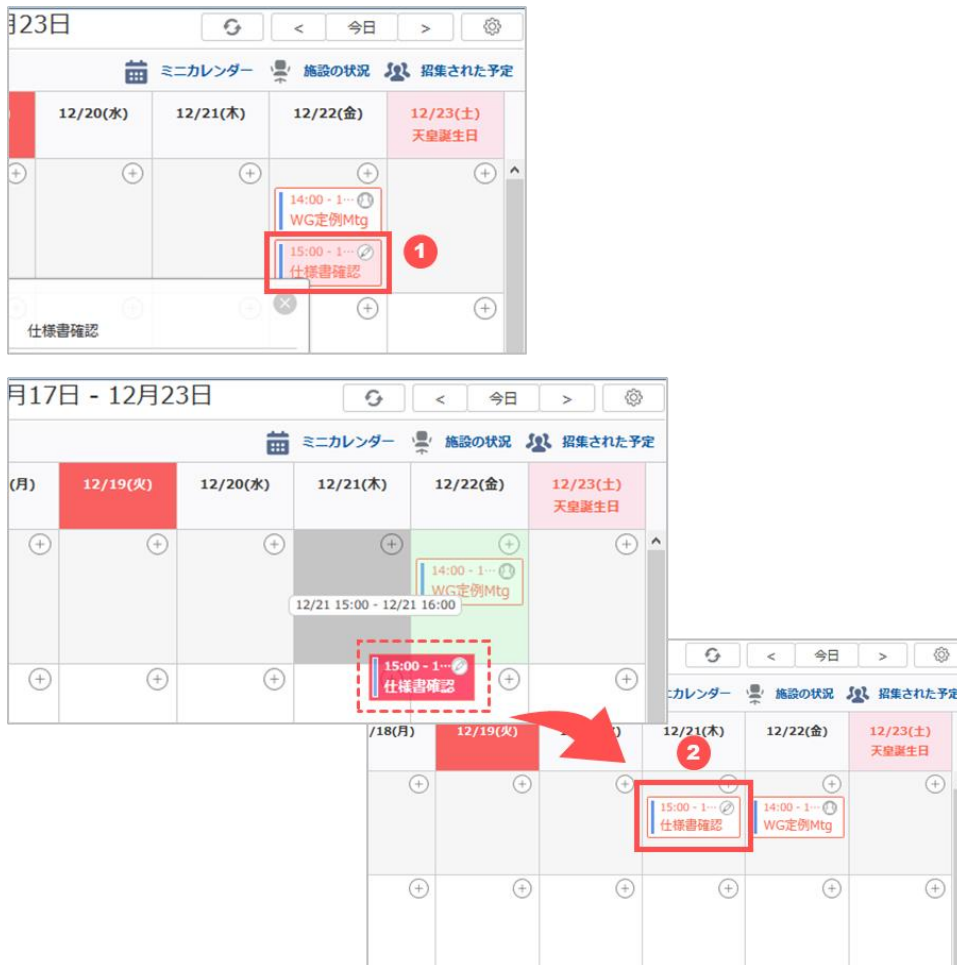 月23日
< 今日 >
ミニカレンダー 施設の状況 招集された予定
12/20(水) 12/21(木) 12/22(金) 12/23(土)
天皇誕生日
14:00 - 1…
WG定例Mtg
15:00 - 1…
仕様書確認
1
仕様書確認
月17日 - 12月23日
< 今日 >
ミニカレンダー 施設の状況 招集された予定
(月) 12/19(火) 12/20(水) 12/21(木) 12/22(金) 12/23(土)
天皇誕生日
14:00 - 1…
WG定例Mtg
12/21 15:00 - 12/21 16:00
15:00 - 1…
仕様書確認
< 今日 >
ニカレンダー 施設の状況 招集された予定
/18(月) 12/19(火) 12/21(木) 12/22(金) 12/23(土)
天皇誕生日
2
15:00 - 1… 14:00 - 1…
仕様書確認 WG定例Mtg